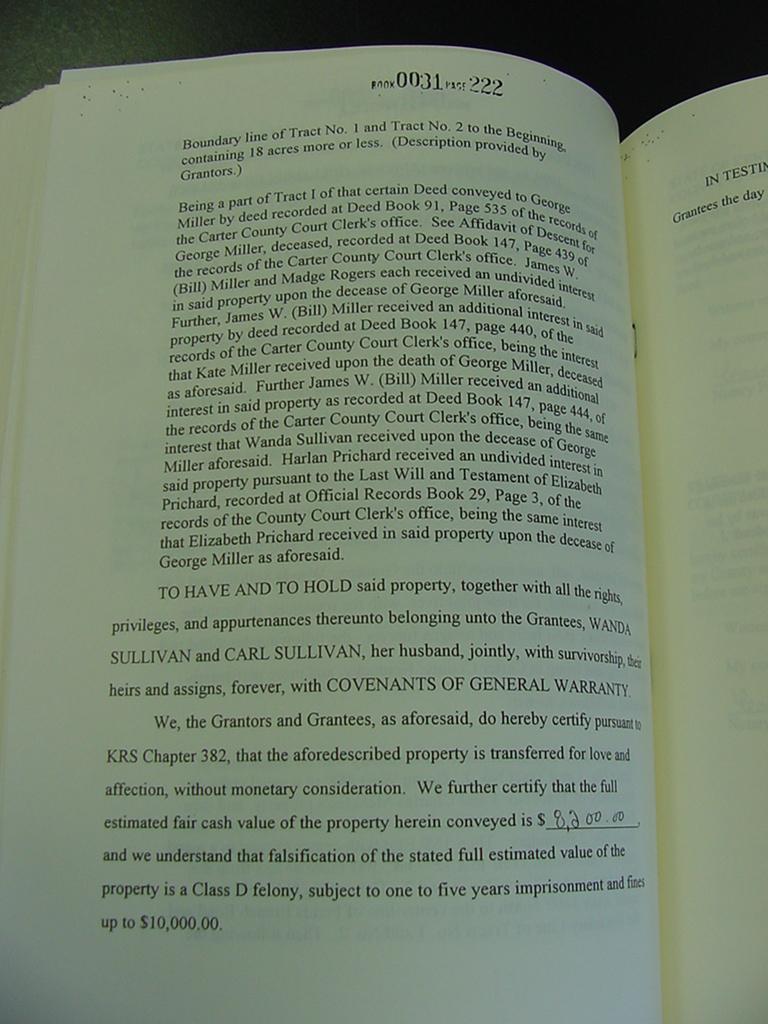 BOOK 0031 PAGE 222
Boundary line of Tract No. 1 and Tract No. 2 to the Beginning,
containing 18 acres more or less. (Description provided by
Grantors.)
Being a part of Tract I of that certain Deed conveyed to George
Miller by deed recorded at Deed Book 91, Page 535 of the records of
the Carter County Court Clerk's office. See Affidavit of Descent for
George Miller, deceased, recorded at Deed Book 147, Page 439 of
the records of the Carter County Court Clerk's office. James W.
(Bill) Miller and Madge Rogers each received an undivided interest
in said property upon the decease of George Miller aforesaid.
Further, James W. (Bill) Miller received an additional interest in said
property by deed recorded at Deed Book 147, page 440, of the
records of the Carter County Court Clerk's office, being the interest
that Kate Miller received upon the death of George Miller, deceased
as aforesaid. Further James W. (Bill) Miller received an additional
interest in said property as recorded at Deed Book 147, page 444, of
the records of the Carter County Court Clerk's office, being the same
interest that Wanda Sullivan received upon the decease of George
Miller aforesaid. Harlan Prichard received an undivided interest in
said property pursuant to the Last Will and Testament of Elizabeth
Prichard, recorded at Official Records Book 29, Page 3, of the
records of the County Court Clerk's office, being the same interest
that Elizabeth Prichard received in said property upon the decease of
George Miller as aforesaid.
TO HAVE AND TO HOLD said property, together with all the rights,
privileges, and appurtenances thereunto belonging unto the Grantees, WANDA
SULLIVAN and CARL SULLIVAN, her husband, jointly, with survivorship, their
heirs and assigns, forever, with COVENANTS OF GENERAL WARRANTY.
We, the Grantors and Grantees, as aforesaid, do hereby certify pursuant to
KRS Chapter 382, that the aforedescribed property is transferred for love and
affection, without monetary consideration. We further certify that the full
estimated fair cash value of the property herein conveyed is $ 8,200.00,
and we understand that falsification of the stated full estimated value of the
property is a Class D felony, subject to one to five years imprisonment and fines
up to $10,000.00.
IN TESTIN
Grantees the day